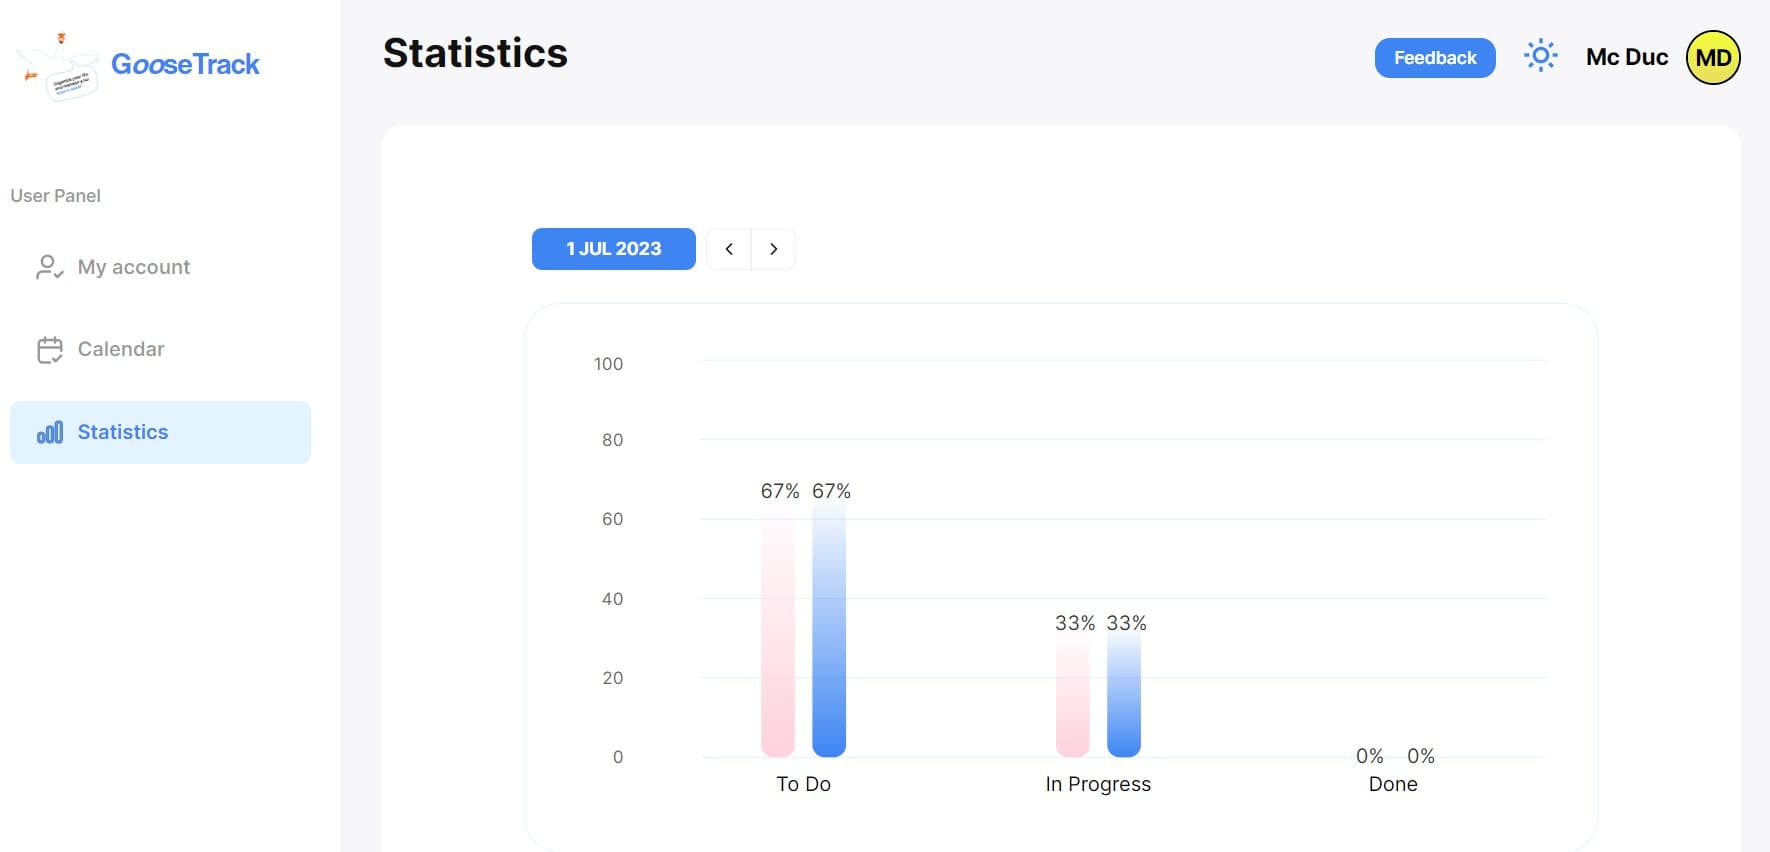 GooseTrack
User Panel
My account
Calendar
Statistics
Statistics
Feedback
Mc Duc
MD
1 JUL 2023
100
80
60
40
20
0
67% 67%
33% 33%
0% 0%
To Do
In Progress
Done